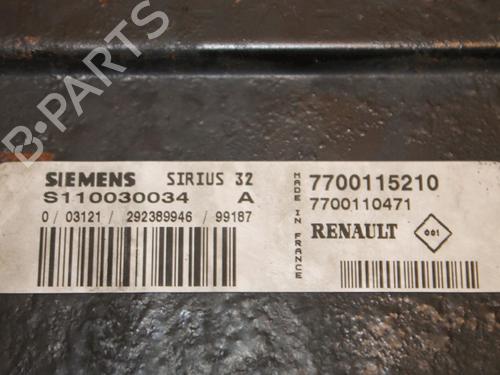 B-PARTS
SIEMENS SIRIUS 32
S110030034 A
0/ 03121/ 292389946 / 99187
MADE IN FRANCE
7700115210
7700110471
RENAULT 001